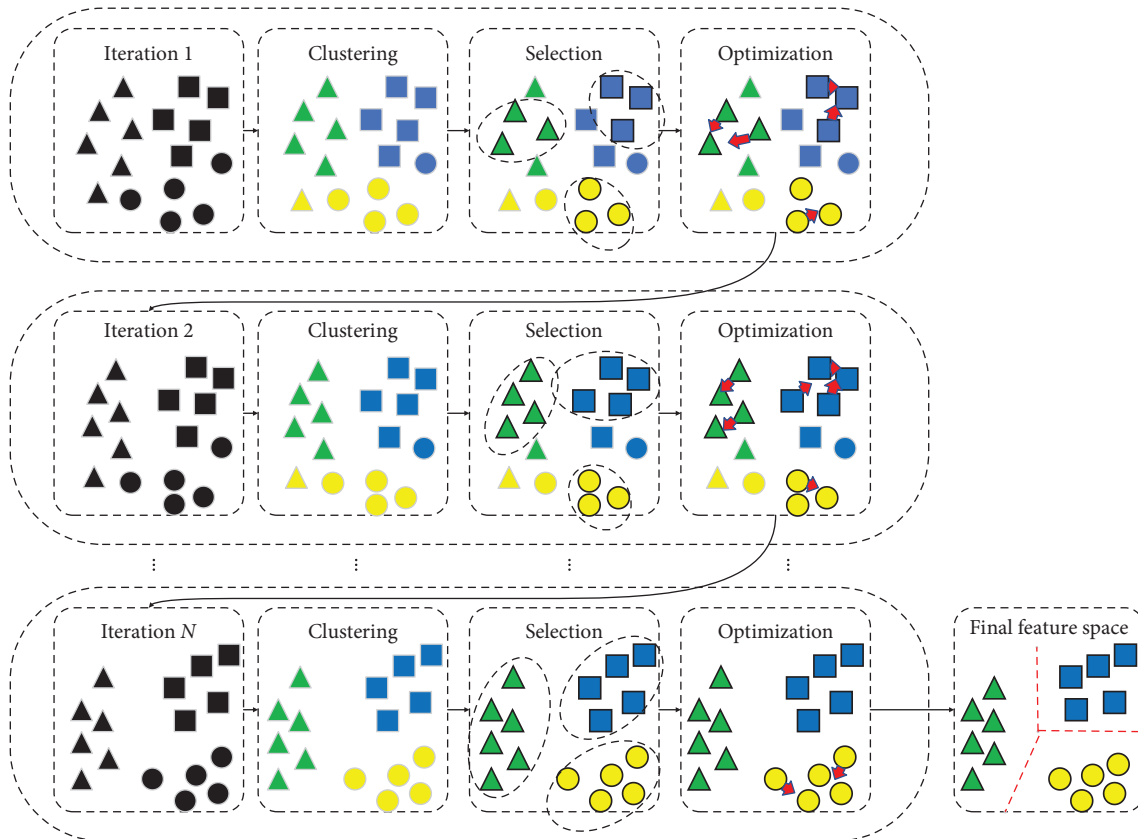 Iteration 1
Clustering
Selection
Optimization
Iteration 2
Clustering
Selection
Optimization
...
...
...
...
Iteration N
Clustering
Selection
Optimization
Final feature space